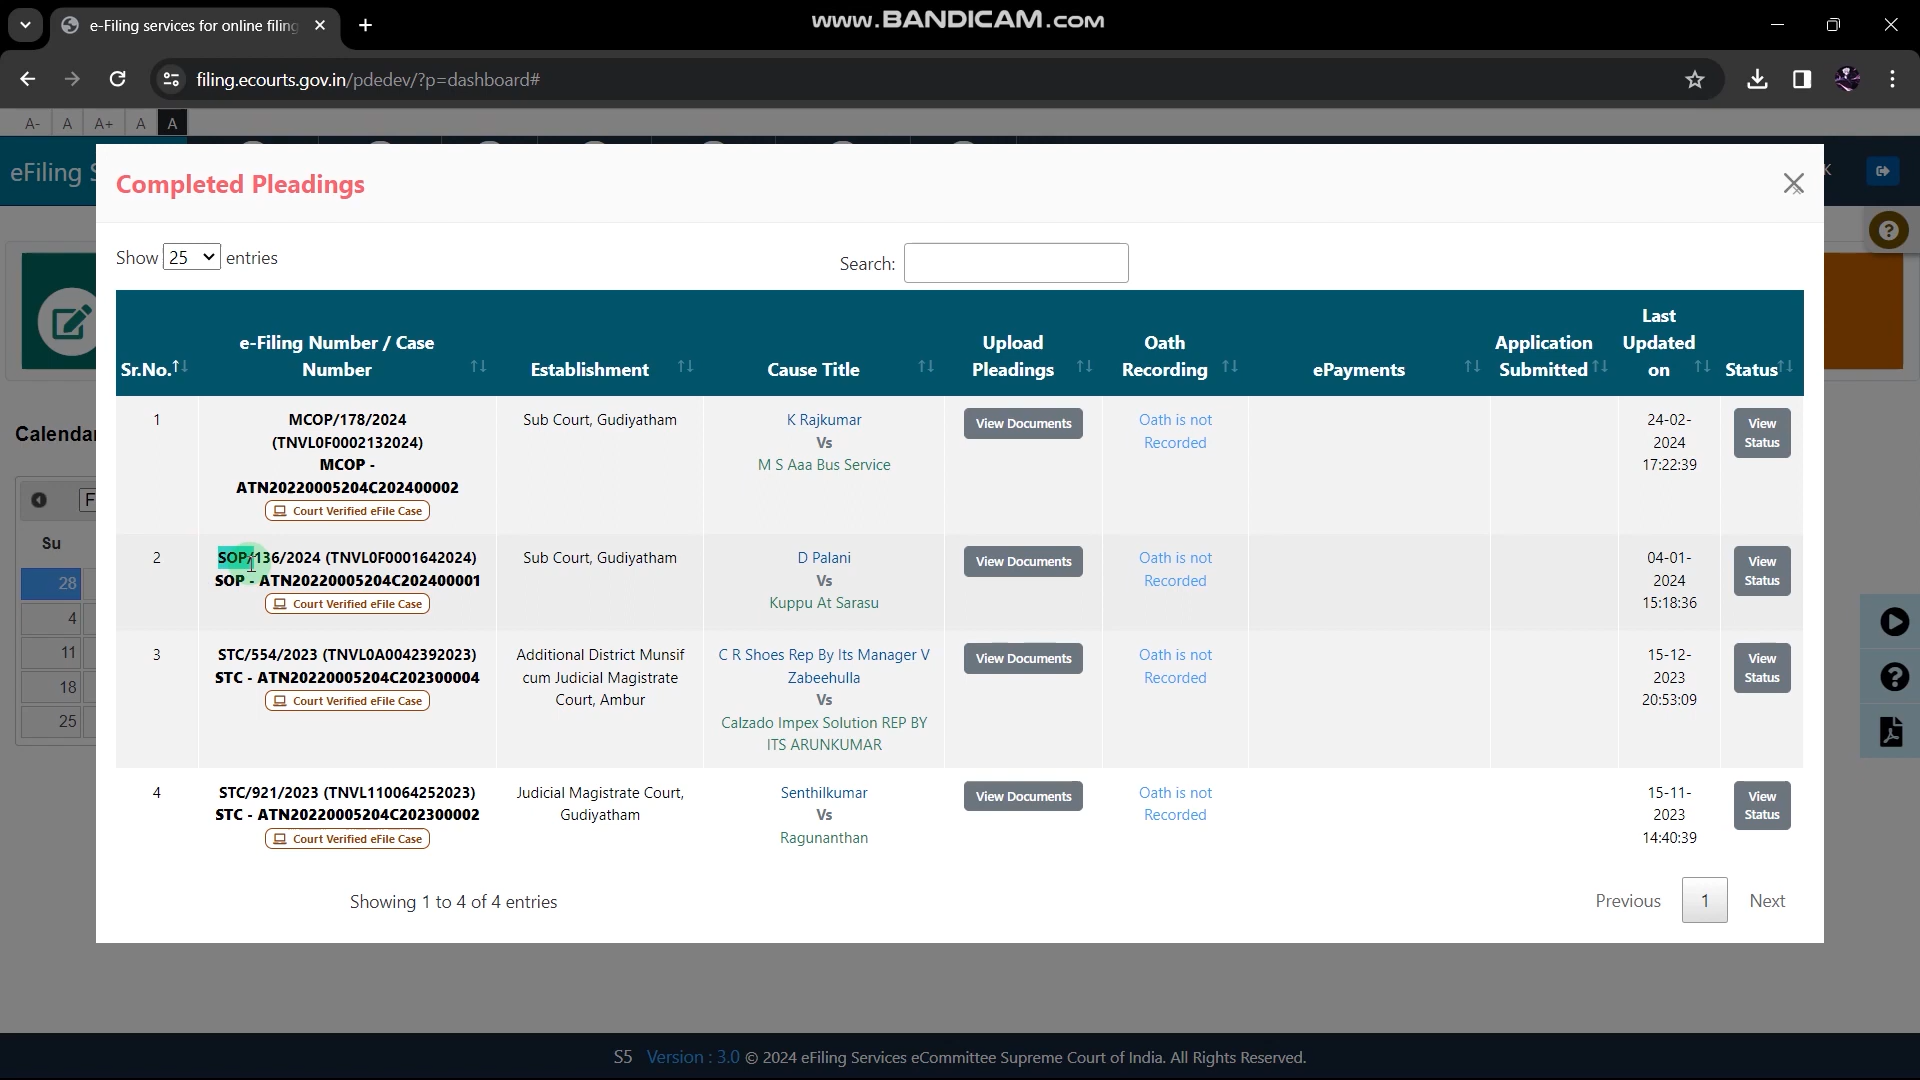 www.BANDICAM.com
e-Filing services for online filing
filing.ecourts.gov.in/pdedev/?p=dashboard#
A- A A+ A A
eFiling S
K
Completed Pleadings
Show 25 entries
Search:
Sr.No. e-Filing Number / Case Number Establishment Cause Title Upload Pleadings Oath Recording ePayments Application Submitted Last Updated on Status
1
MCOP/178/2024
(TNVL0F0002132024)
MCOP -
ATN20220005204C202400002
Court Verified eFile Case
Sub Court, Gudiyatham
K Rajkumar
Vs
M S Aaa Bus Service
View Documents
Oath is not
Recorded
24-02-
2024
17:22:39
View
Status
2
SOP/136/2024 (TNVL0F0001642024)
SOP - ATN20220005204C202400001
Court Verified eFile Case
Sub Court, Gudiyatham
D Palani
Vs
Kuppu At Sarasu
View Documents
Oath is not
Recorded
04-01-
2024
15:18:36
View
Status
3
STC/554/2023 (TNVL0A0042392023)
STC - ATN20220005204C202300004
Court Verified eFile Case
Additional District Munsif
cum Judicial Magistrate
Court, Ambur
C R Shoes Rep By Its Manager V
Zabeehulla
Vs
Calzado Impex Solution REP BY
ITS ARUNKUMAR
View Documents
Oath is not
Recorded
15-12-
2023
20:53:09
View
Status
4
STC/921/2023 (TNVL110064252023)
STC - ATN20220005204C202300002
Court Verified eFile Case
Judicial Magistrate Court,
Gudiyatham
Senthilkumar
Vs
Ragunanthan
View Documents
Oath is not
Recorded
15-11-
2023
14:40:39
View
Status
Showing 1 to 4 of 4 entries
Previous 1 Next
Calendar
F
Su
28
4
11
18
25
S5 Version : 3.0 © 2024 eFiling Services eCommittee Supreme Court of India. All Rights Reserved.